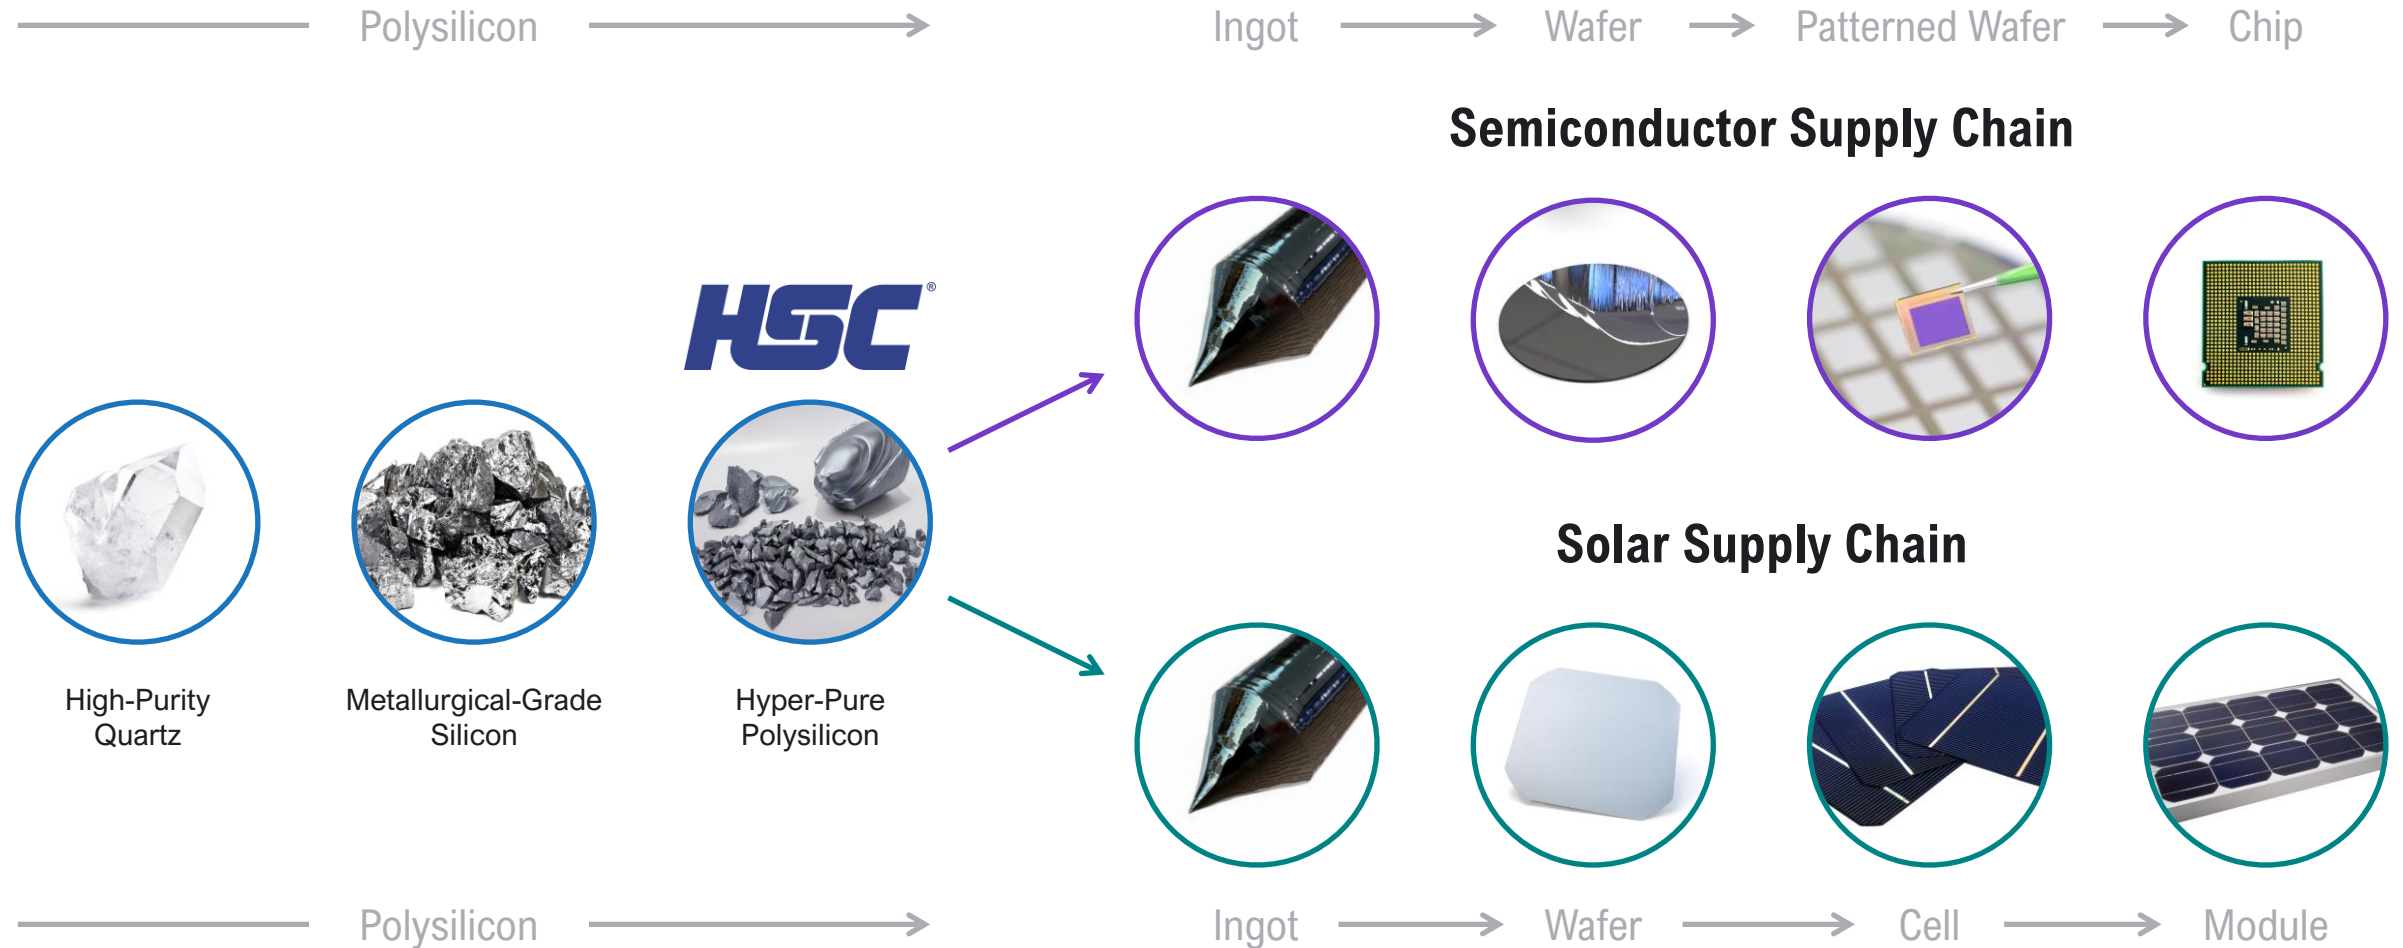 Polysilicon
Ingot
Wafer
Patterned Wafer
Chip
Semiconductor Supply Chain
HSC®
Solar Supply Chain
High-Purity
Quartz
Metallurgical-Grade
Silicon
Hyper-Pure
Polysilicon
Polysilicon
Ingot
Wafer
Cell
Module